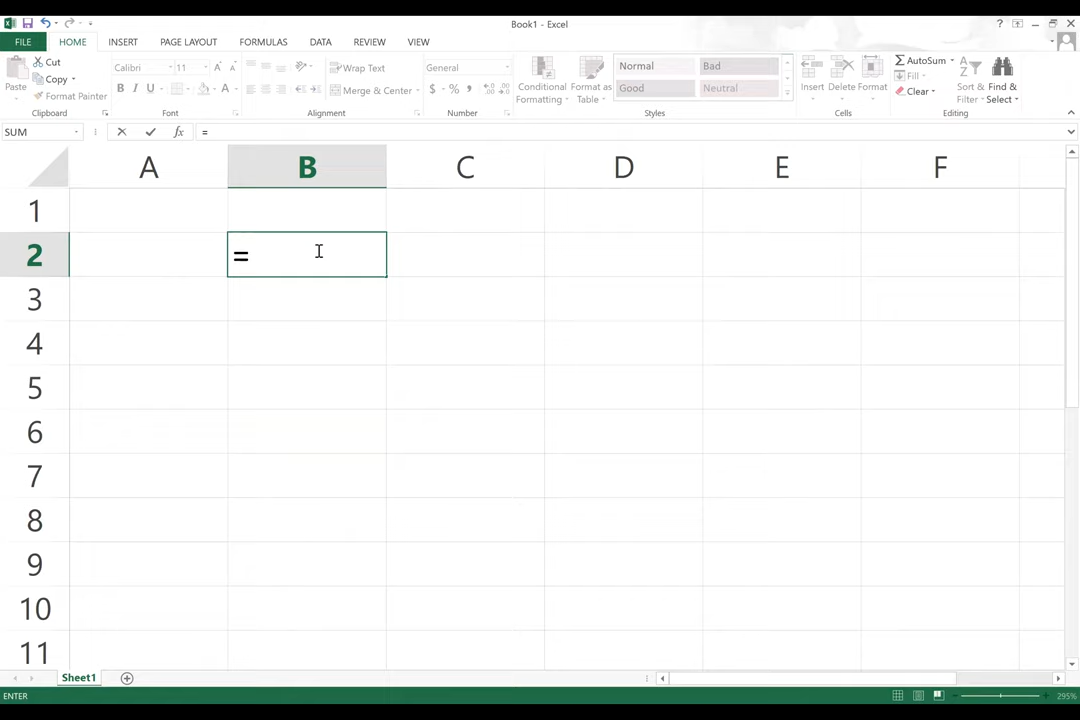 Book1 - Excel
?
FILE HOME INSERT PAGE LAYOUT FORMULAS DATA REVIEW VIEW
Cut Calibri 11 A A Wrap Text General Normal Bad AutoSum
Paste Copy Conditional Format as Insert Delete Format Fill Sort & Find &
Format Painter B I U A Merge & Center $ % Formatting Table Good Neutral Clear Filter Select
Clipboard Font Alignment Number Styles Cells Editing
SUM fx =
A B C D E F
1
2 =
3
4
5
6
7
8
9
10
11
Sheet1
ENTER 295%